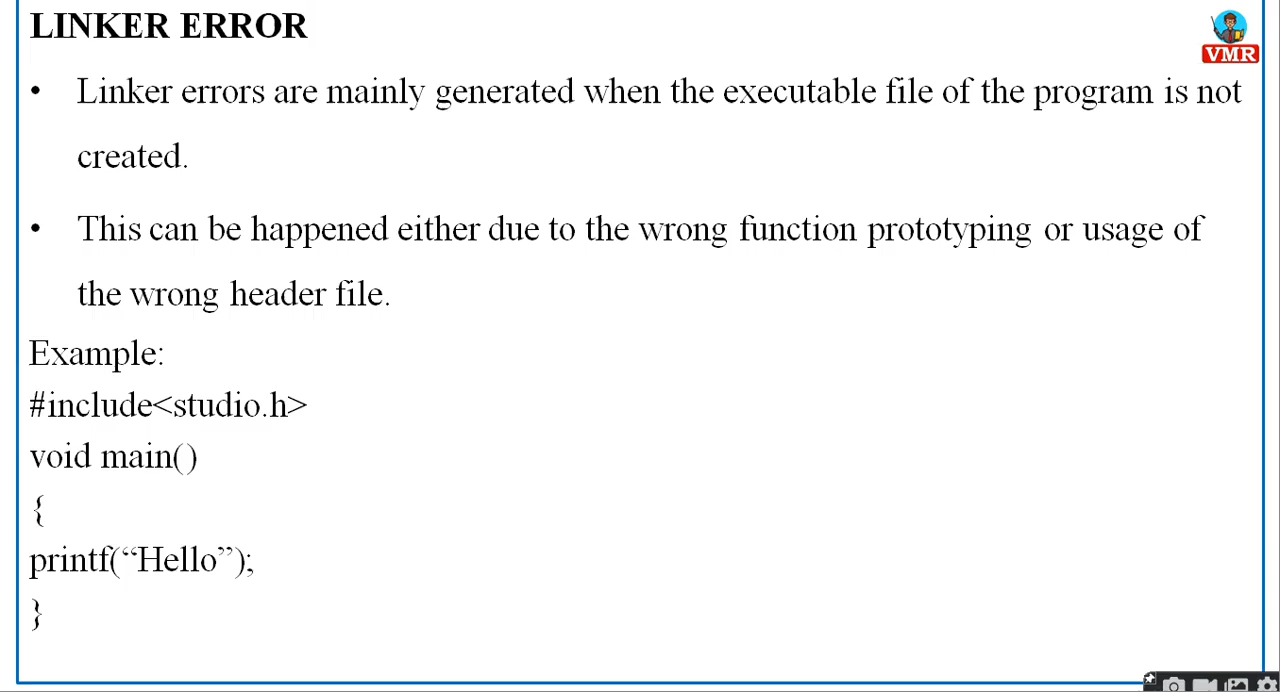 LINKER ERROR
VMR
• Linker errors are mainly generated when the executable file of the program is not
created.
• This can be happened either due to the wrong function prototyping or usage of
the wrong header file.
Example:
#include<studio.h>
void main()
{
printf(“Hello”);
}